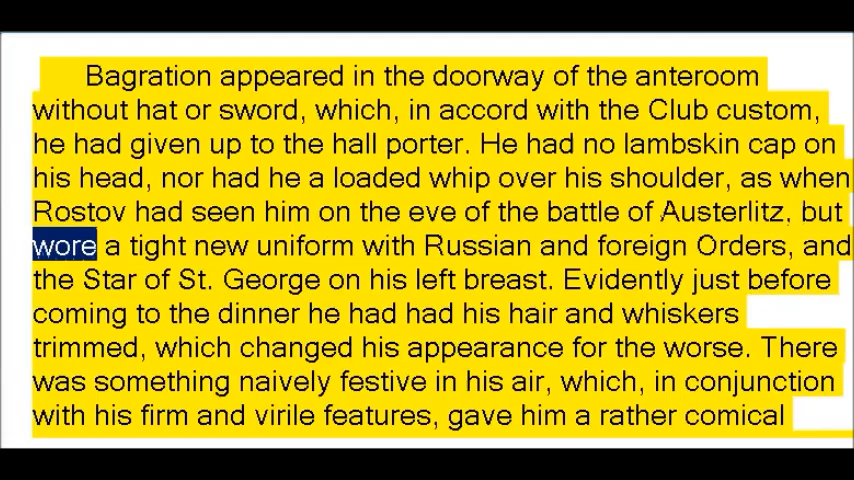 Bagration appeared in the doorway of the anteroom
without hat or sword, which, in accord with the Club custom,
he had given up to the hall porter. He had no lambskin cap on
his head, nor had he a loaded whip over his shoulder, as when
Rostov had seen him on the eve of the battle of Austerlitz, but
wore a tight new uniform with Russian and foreign Orders, and
the Star of St. George on his left breast. Evidently just before
coming to the dinner he had had his hair and whiskers
trimmed, which changed his appearance for the worse. There
was something naively festive in his air, which, in conjunction
with his firm and virile features, gave him a rather comical